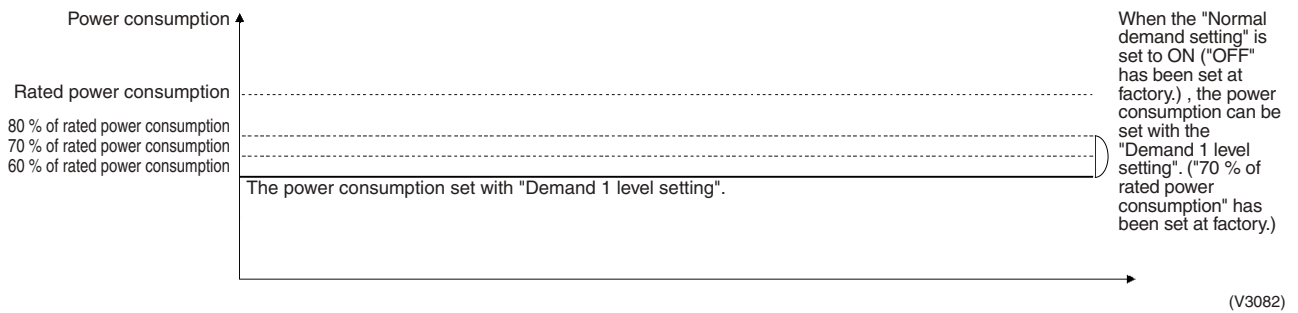 Power consumption
Rated power consumption
80 % of rated power consumption
70 % of rated power consumption
60 % of rated power consumption
The power consumption set with "Demand 1 level setting".
When the "Normal
demand setting" is
set to ON ("OFF"
has been set at
factory.) , the power
consumption can be
set with the
"Demand 1 level
setting". ("70 % of
rated power
consumption" has
been set at factory.)
(V3082)